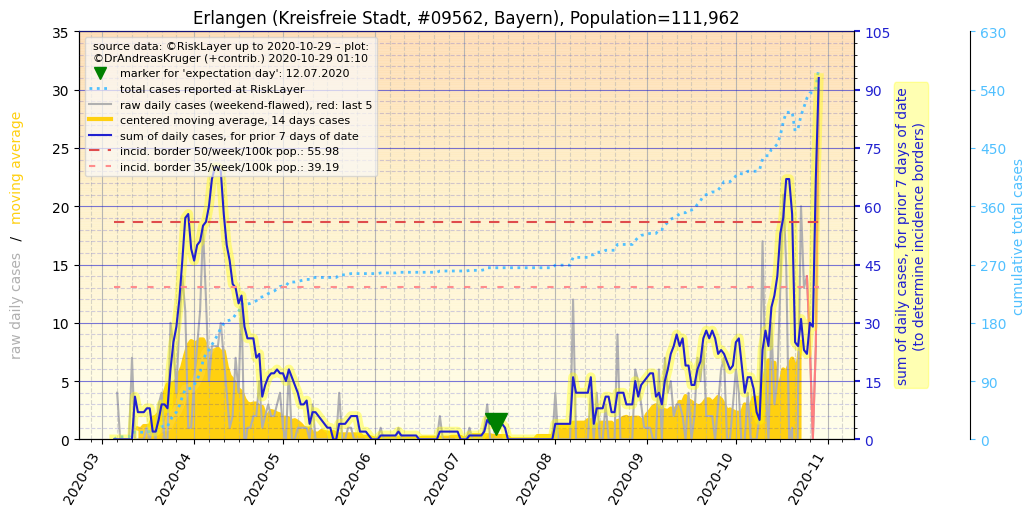 Erlangen (Kreisfreie Stadt, #09562, Bayern), Population=111,962
source data: ©RiskLayer up to 2020-10-29 – plot:
©DrAndreasKruger (+contrib.) 2020-10-29 01:10
marker for 'expectation day': 12.07.2020
total cases reported at RiskLayer
raw daily cases (weekend-flawed), red: last 5
centered moving average, 14 days cases
sum of daily cases, for prior 7 days of date
incid. border 50/week/100k pop.: 55.98
incid. border 35/week/100k pop.: 39.19
raw daily cases / moving average
35
30
25
20
15
10
5
0
2020-03
2020-04
2020-05
2020-06
2020-07
2020-08
2020-09
2020-10
2020-11
105
90
75
60
45
30
15
0
sum of daily cases, for prior 7 days of date
(to determine incidence borders)
630
540
450
360
270
180
90
0
cumulative total cases